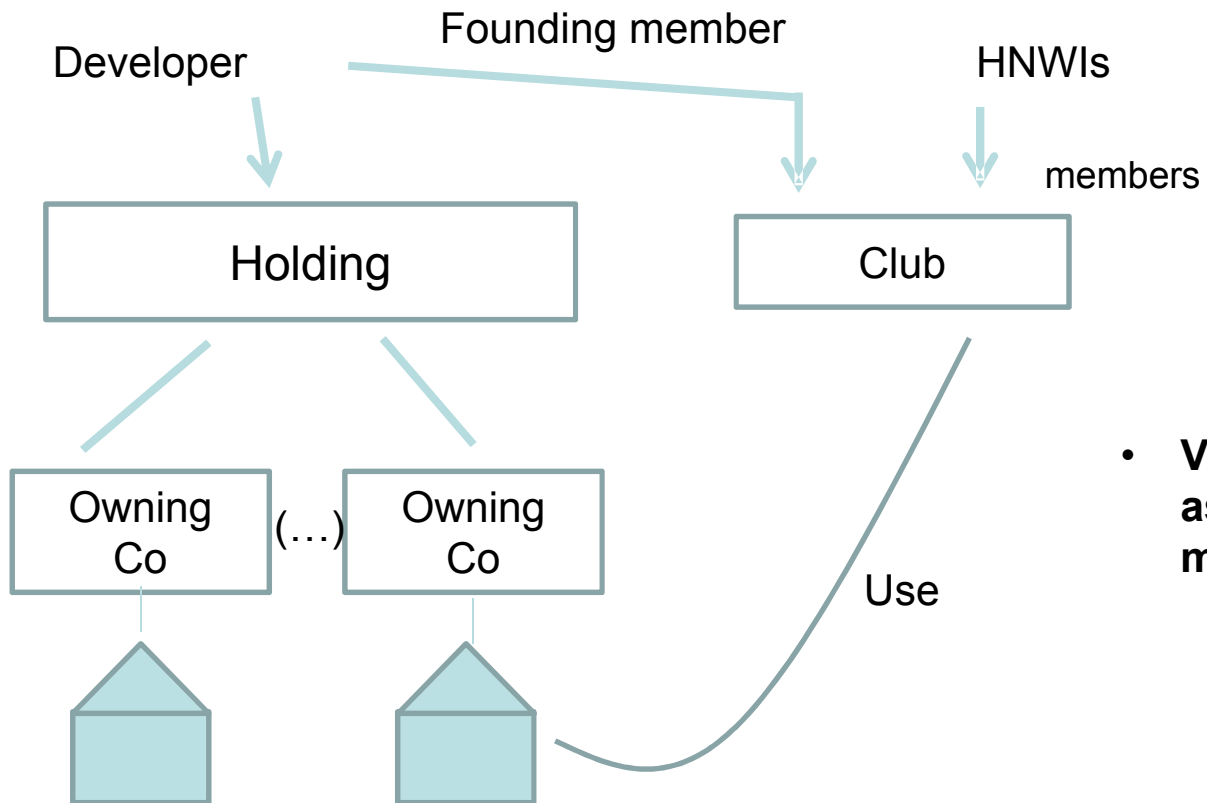 Founding member
Developer
HNWIs
members
Holding
Club
Owning
Co
(…)
Owning
Co
Use
•